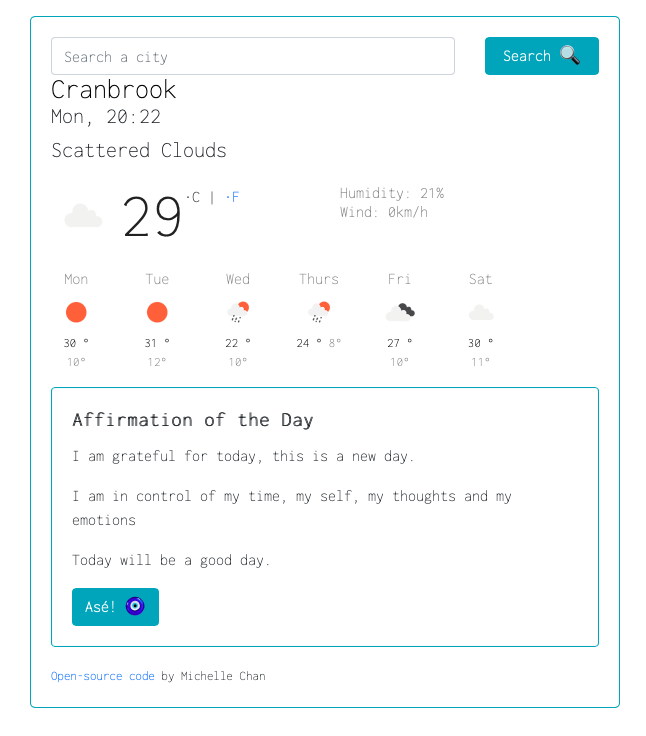 Search a city
Search 🔍
Cranbrook
Mon, 20:22
Scattered Clouds
29 ·C | ·F
Humidity: 21%
Wind: 0km/h
Mon Tue Wed Thurs Fri Sat
30 ° 31 ° 22 ° 24 ° 8° 27 ° 30 °
10° 12° 10° 10° 11°
Affirmation of the Day
I am grateful for today, this is a new day.
I am in control of my time, my self, my thoughts and my
emotions
Today will be a good day.
Asé! 🧿
Open-source code by Michelle Chan